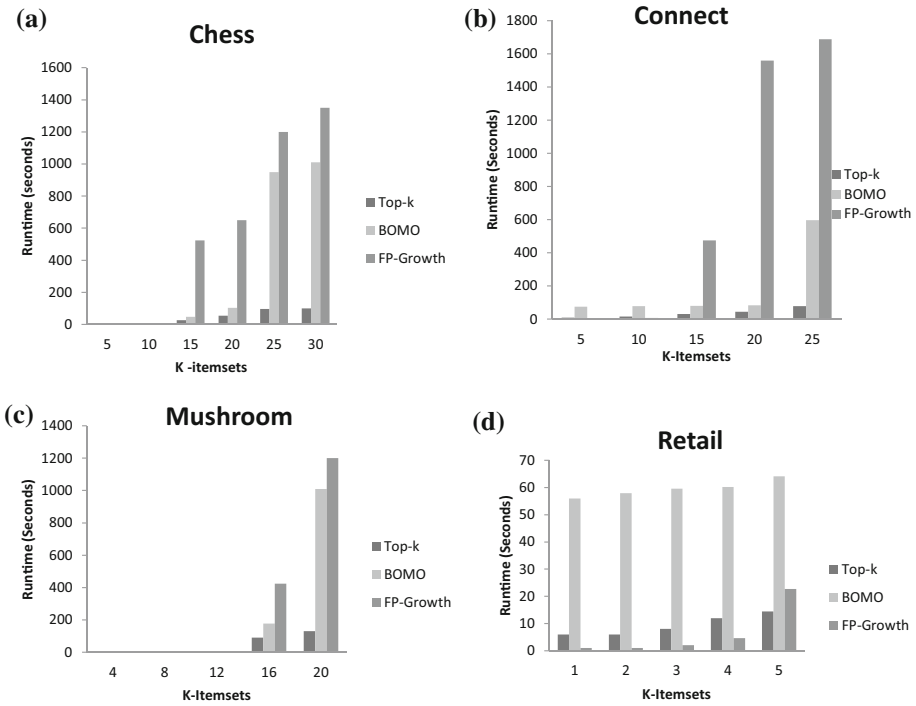 (a)
Chess
1600
1400
1200
1000
800
600
400
200
0
Runtime (seconds)
5 10 15 20 25 30
K -itemsets
Top-k
BOMO
FP-Growth
(b)
Connect
1800
1600
1400
1200
1000
800
600
400
200
0
Runtime (Seconds)
5 10 15 20 25
K-Itemsets
Top-k
BOMO
FP-Growth
(c)
Mushroom
1400
1200
1000
800
600
400
200
0
Runtime (Seconds)
4 8 12 16 20
K-Itemsets
Top-k
BOMO
FP-Growth
(d)
Retail
70
60
50
40
30
20
10
0
Runtime (Seconds)
1 2 3 4 5
K-Itemsets
Top-k
BOMO
FP-Growth